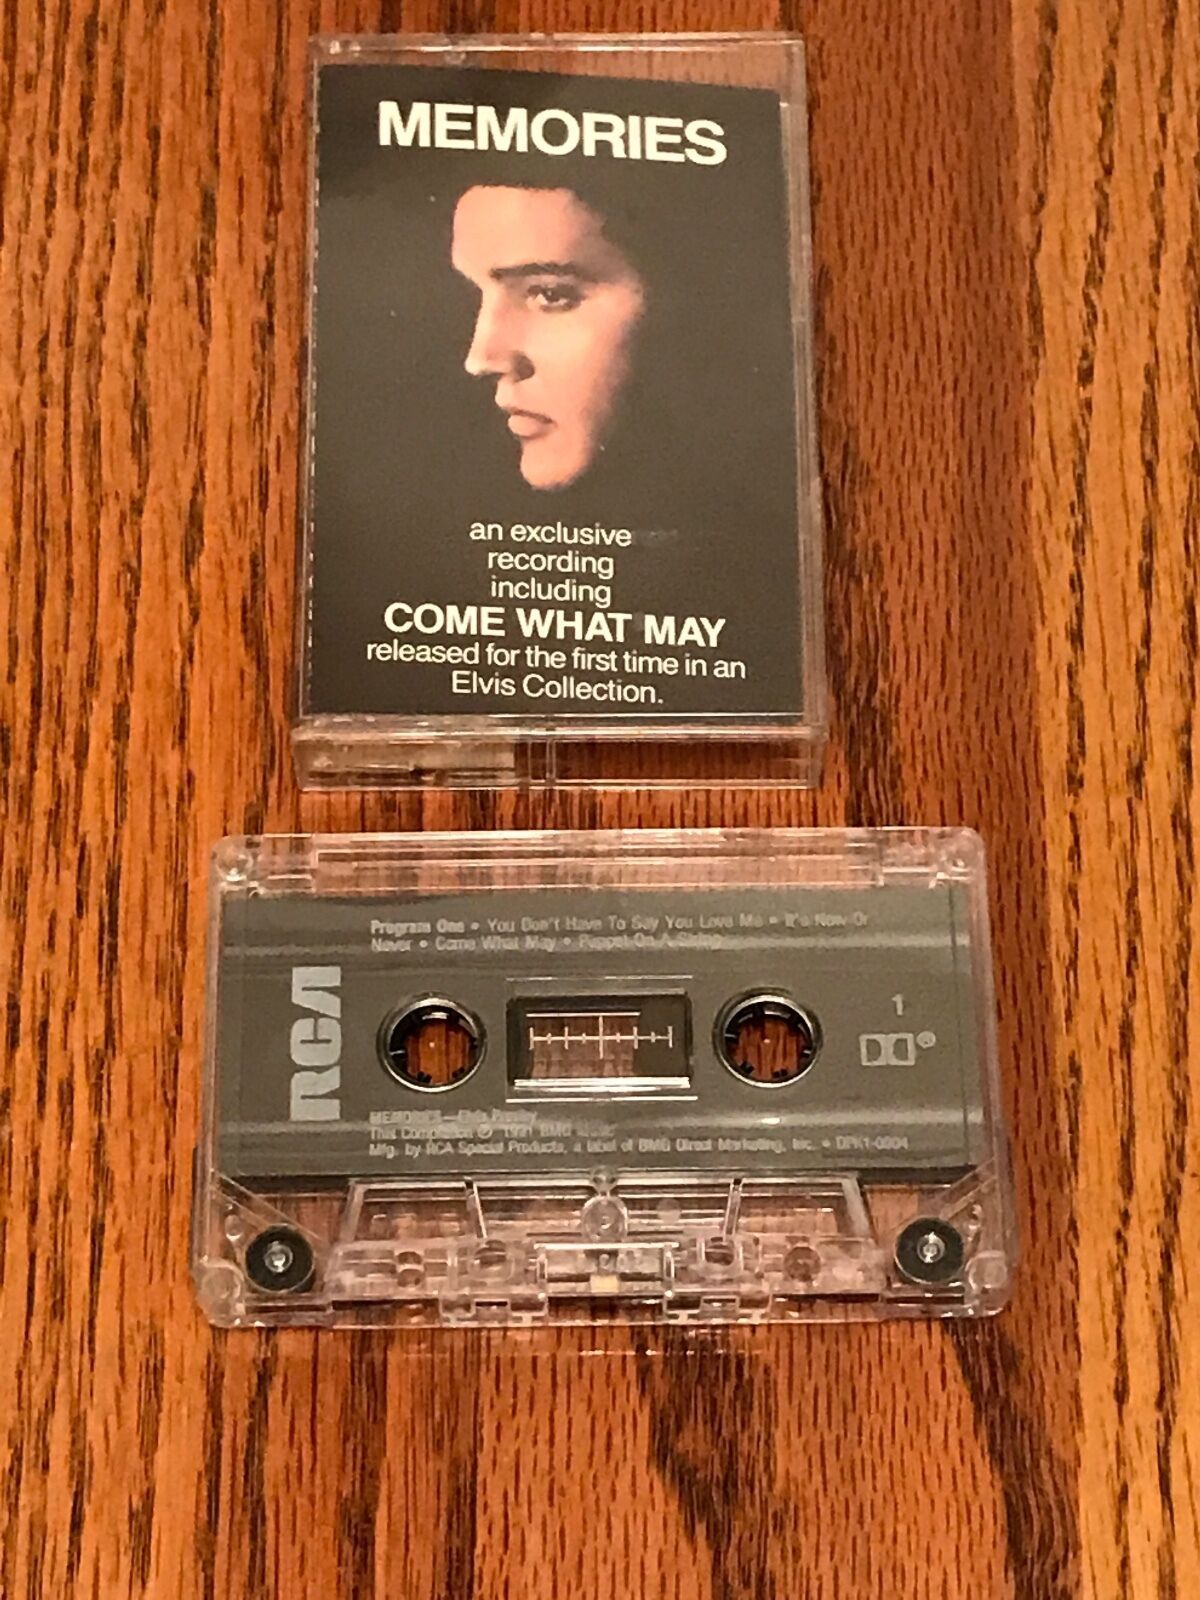 MEMORIES
an exclusive
recording
including
COME WHAT MAY
released for the first time in an
Elvis Collection.
Program One • You Don't Have To Say You Love Me • It's Now Or
Never • Come What May • Puppet On A String
RCA
1
MEMORIES—Elvis Presley
This Compilation ℗ 1991 BMG Music
Mfg. by RCA Special Products, a label of BMG Direct Marketing, Inc. • DPK1-0004